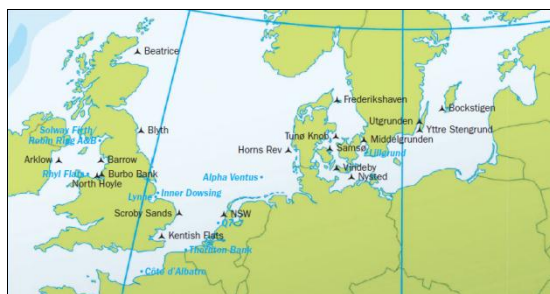 Beatrice
Frederikshaven
Bockstigen
Solway Firth
Robin Rigg A&B
Blyth
Utgrunden
Yttre Stengrund
Tunø Knob
Middelgrunden
Horns Rev
Samsø
Lillgrund
Arklow
Barrow
Rhyl Flats
Burbo Bank
North Hoyle
Vindeby
Nysted
Alpha Ventus
Lynn
Inner Dowsing
Scroby Sands
NSW
Q7
Kentish Flats
Thornton Bank
Côte d'Albatre